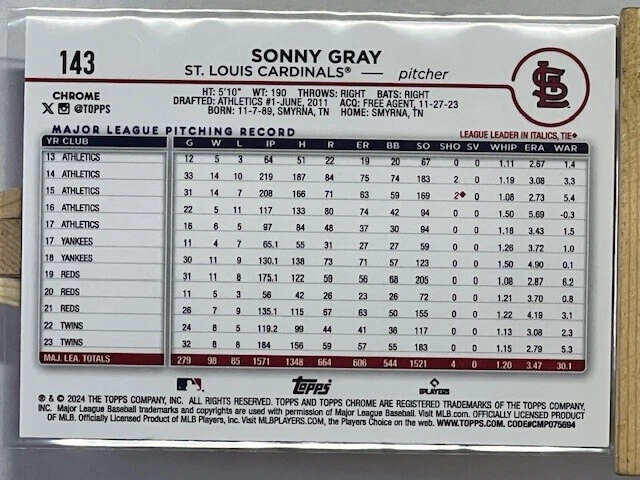 143
SONNY GRAY
ST. LOUIS CARDINALS® — pitcher
CHROME
X @TOPPS
HT: 5'10" WT: 190 THROWS: RIGHT BATS: RIGHT
DRAFTED: ATHLETICS #1-JUNE, 2011 ACQ: FREE AGENT, 11-27-23
BORN: 11-7-89, SMYRNA, TN HOME: SMYRNA, TN
MAJOR LEAGUE PITCHING RECORD LEAGUE LEADER IN ITALICS, TIE♦
YR CLUB G W L IP H R ER BB SO SHO SV WHIP ERA WAR
13 ATHLETICS 12 5 3 64 51 22 19 20 67 0 0 1.11 2.67 1.4
14 ATHLETICS 33 14 10 219 187 84 75 74 183 2 0 1.19 3.08 3.3
15 ATHLETICS 31 14 7 208 166 71 63 59 169 2♦ 0 1.08 2.73 5.4
16 ATHLETICS 22 5 11 117 133 80 74 42 94 0 0 1.50 5.69 -0.3
17 ATHLETICS 16 6 5 97 84 48 37 30 94 0 0 1.18 3.43 1.5
17 YANKEES 11 4 7 65.1 55 31 27 27 59 0 0 1.26 3.72 1.0
18 YANKEES 30 11 9 130.1 138 73 71 57 123 0 0 1.50 4.90 0.1
19 REDS 31 11 8 175.1 122 59 56 68 205 0 0 1.08 2.87 6.2
20 REDS 11 5 3 56 42 26 23 26 72 0 0 1.21 3.70 0.8
21 REDS 26 7 9 135.1 115 67 63 50 155 0 0 1.22 4.19 3.1
22 TWINS 24 8 5 119.2 99 44 41 36 117 0 0 1.13 3.08 2.3
23 TWINS 32 8 8 184 156 59 57 55 183 0 0 1.15 2.79 5.3
MAJ. LEA. TOTALS 279 98 85 1571 1348 664 606 544 1521 4 0 1.20 3.47 30.1
Topps
PLAYERS
® & © 2024 THE TOPPS COMPANY, INC. ALL RIGHTS RESERVED. TOPPS AND TOPPS CHROME ARE REGISTERED TRADEMARKS OF THE TOPPS COMPANY,
INC. Major League Baseball trademarks and copyrights are used with permission of Major League Baseball. Visit MLB.com. OFFICIALLY LICENSED PRODUCT
OF MLB. Officially Licensed Product of MLB Players, Inc. Visit MLBPLAYERS.com, the Players Choice on the web. WWW.TOPPS.COM. CODE#CMP075694